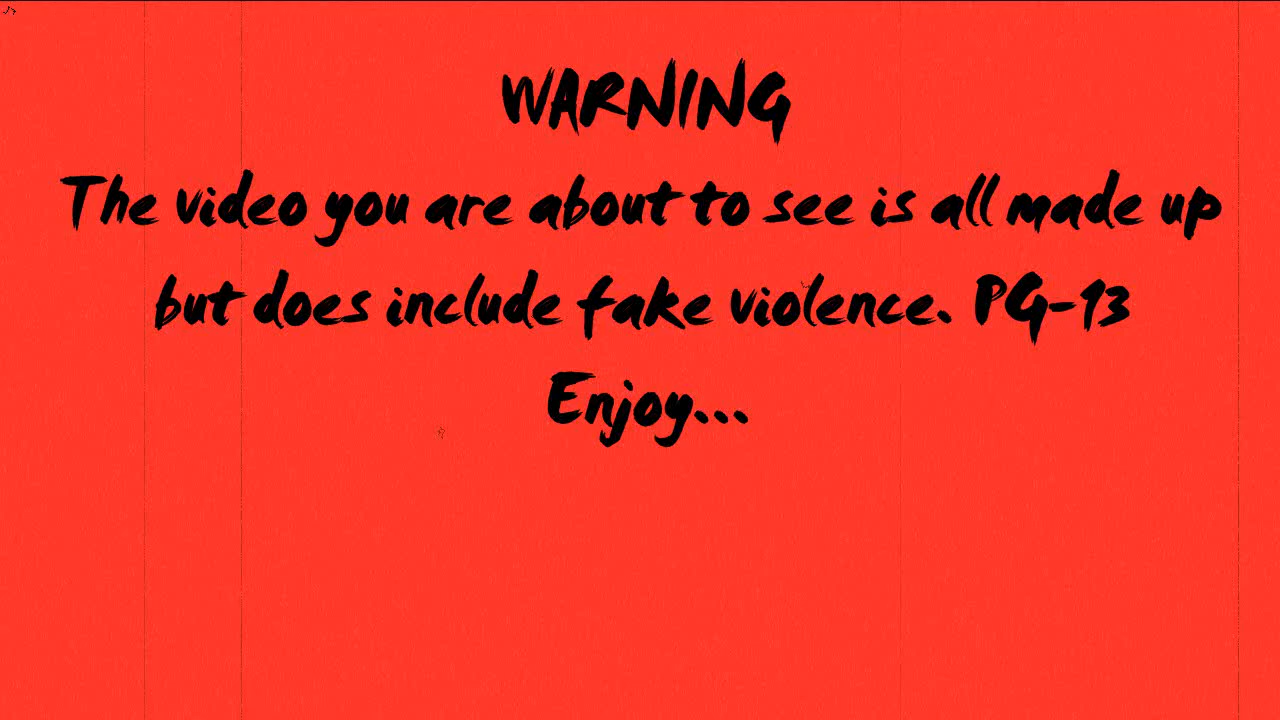 WARNING
The video you are about to see is all made up
but does include fake violence. PG-13
Enjoy...